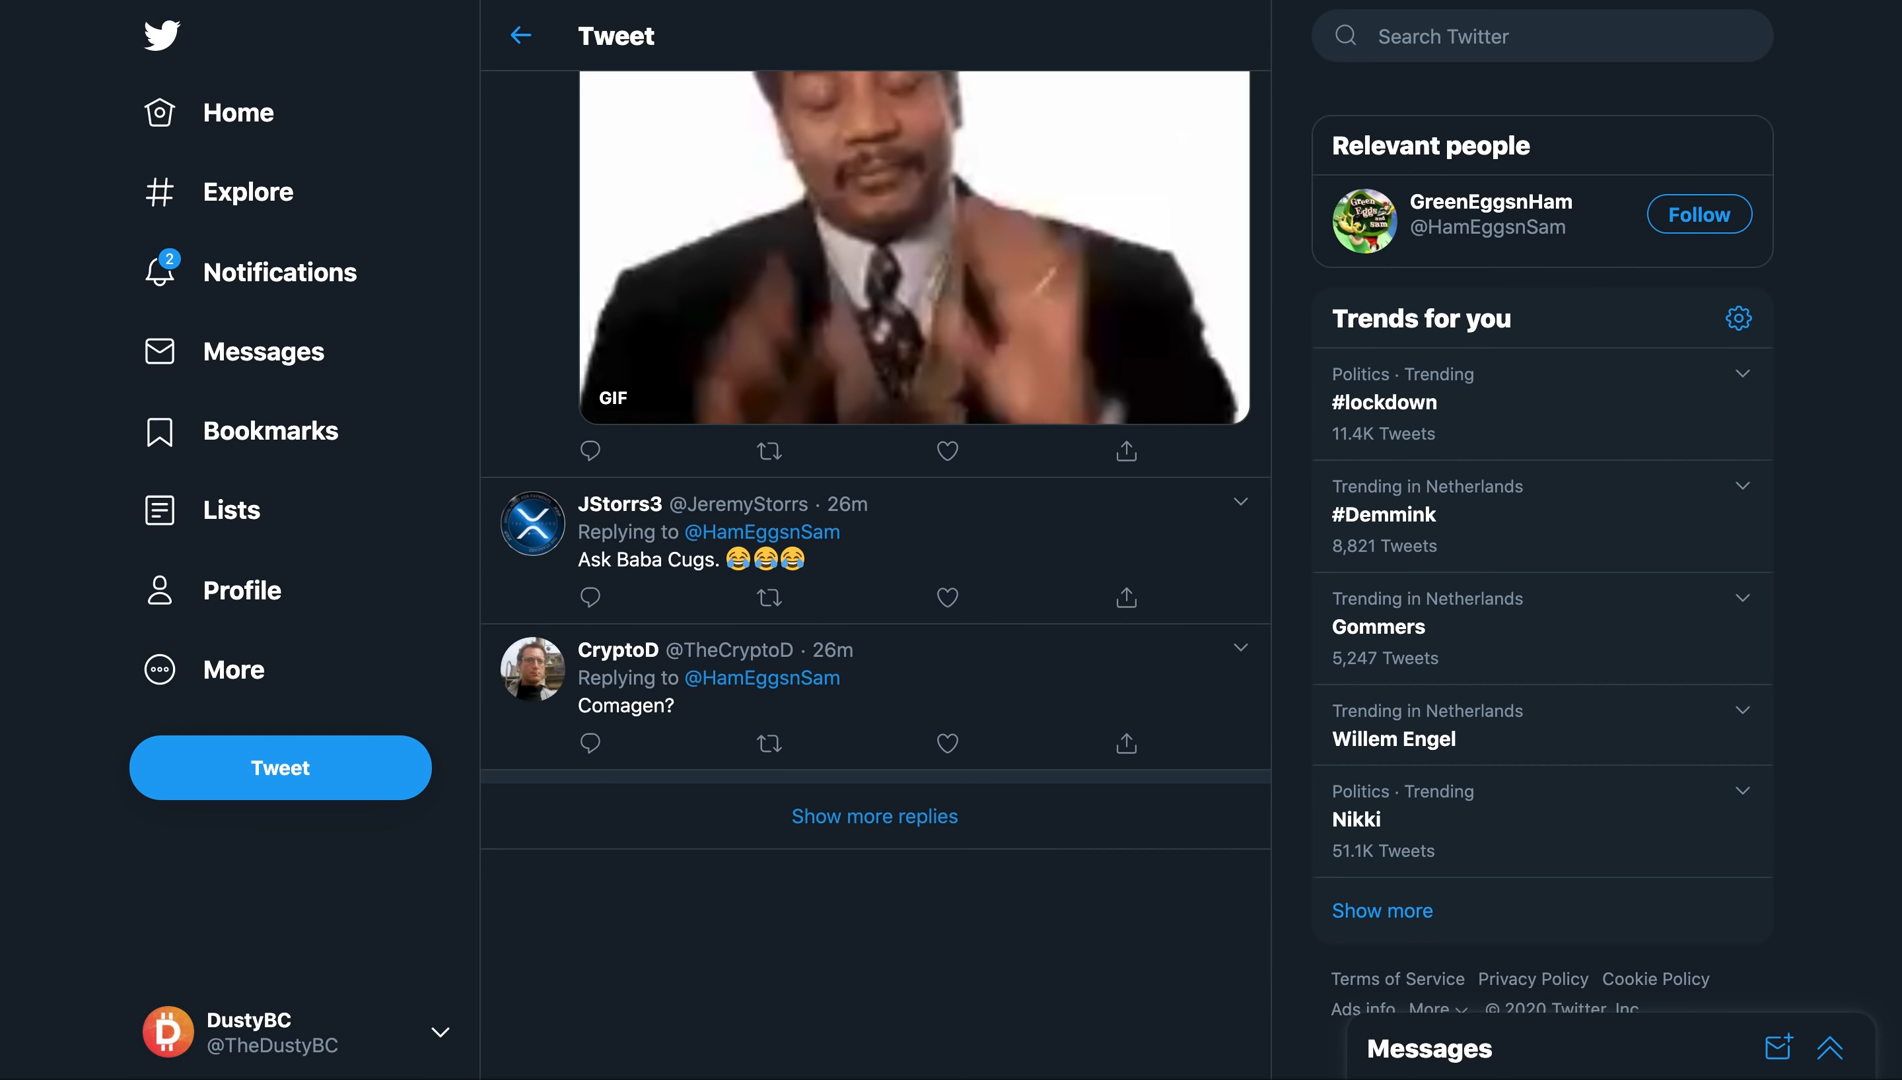 Home
Explore
2
Notifications
Messages
Bookmarks
Lists
Profile
More
Tweet
DustyBC
@TheDustyBC
Tweet
GIF
JStorrs3 @JeremyStorrs · 26m
Replying to @HamEggsnSam
Ask Baba Cugs. 😂😂😂
CryptoD @TheCryptoD · 26m
Replying to @HamEggsnSam
Comagen?
Show more replies
Search Twitter
Relevant people
Green
Eggs
and
sam
GreenEggsnHam
@HamEggsnSam
Follow
Trends for you
Politics · Trending
#lockdown
11.4K Tweets
Trending in Netherlands
#Demmink
8,821 Tweets
Trending in Netherlands
Gommers
5,247 Tweets
Trending in Netherlands
Willem Engel
Politics · Trending
Nikki
51.1K Tweets
Show more
Terms of Service Privacy Policy Cookie Policy
Ads info More © 2020 Twitter, Inc.
Messages